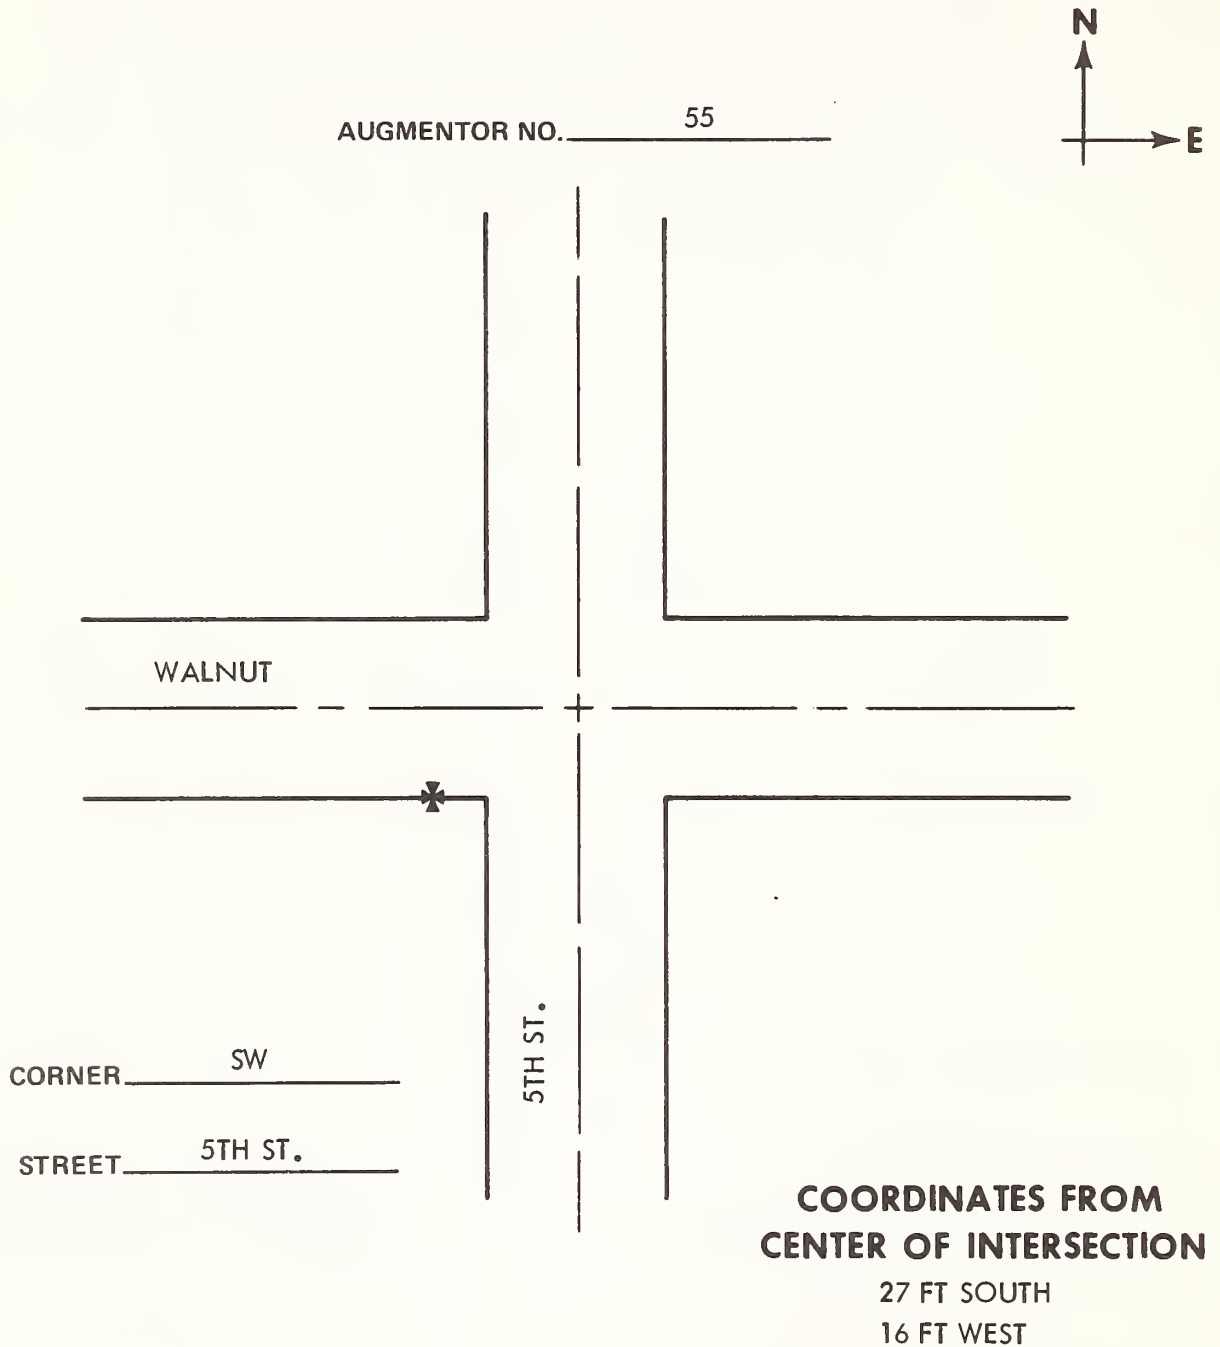 N
AUGMENTOR NO. 55
E
WALNUT
5TH ST.
CORNER SW
STREET 5TH ST.
COORDINATES FROM
CENTER OF INTERSECTION
27 FT SOUTH
16 FT WEST